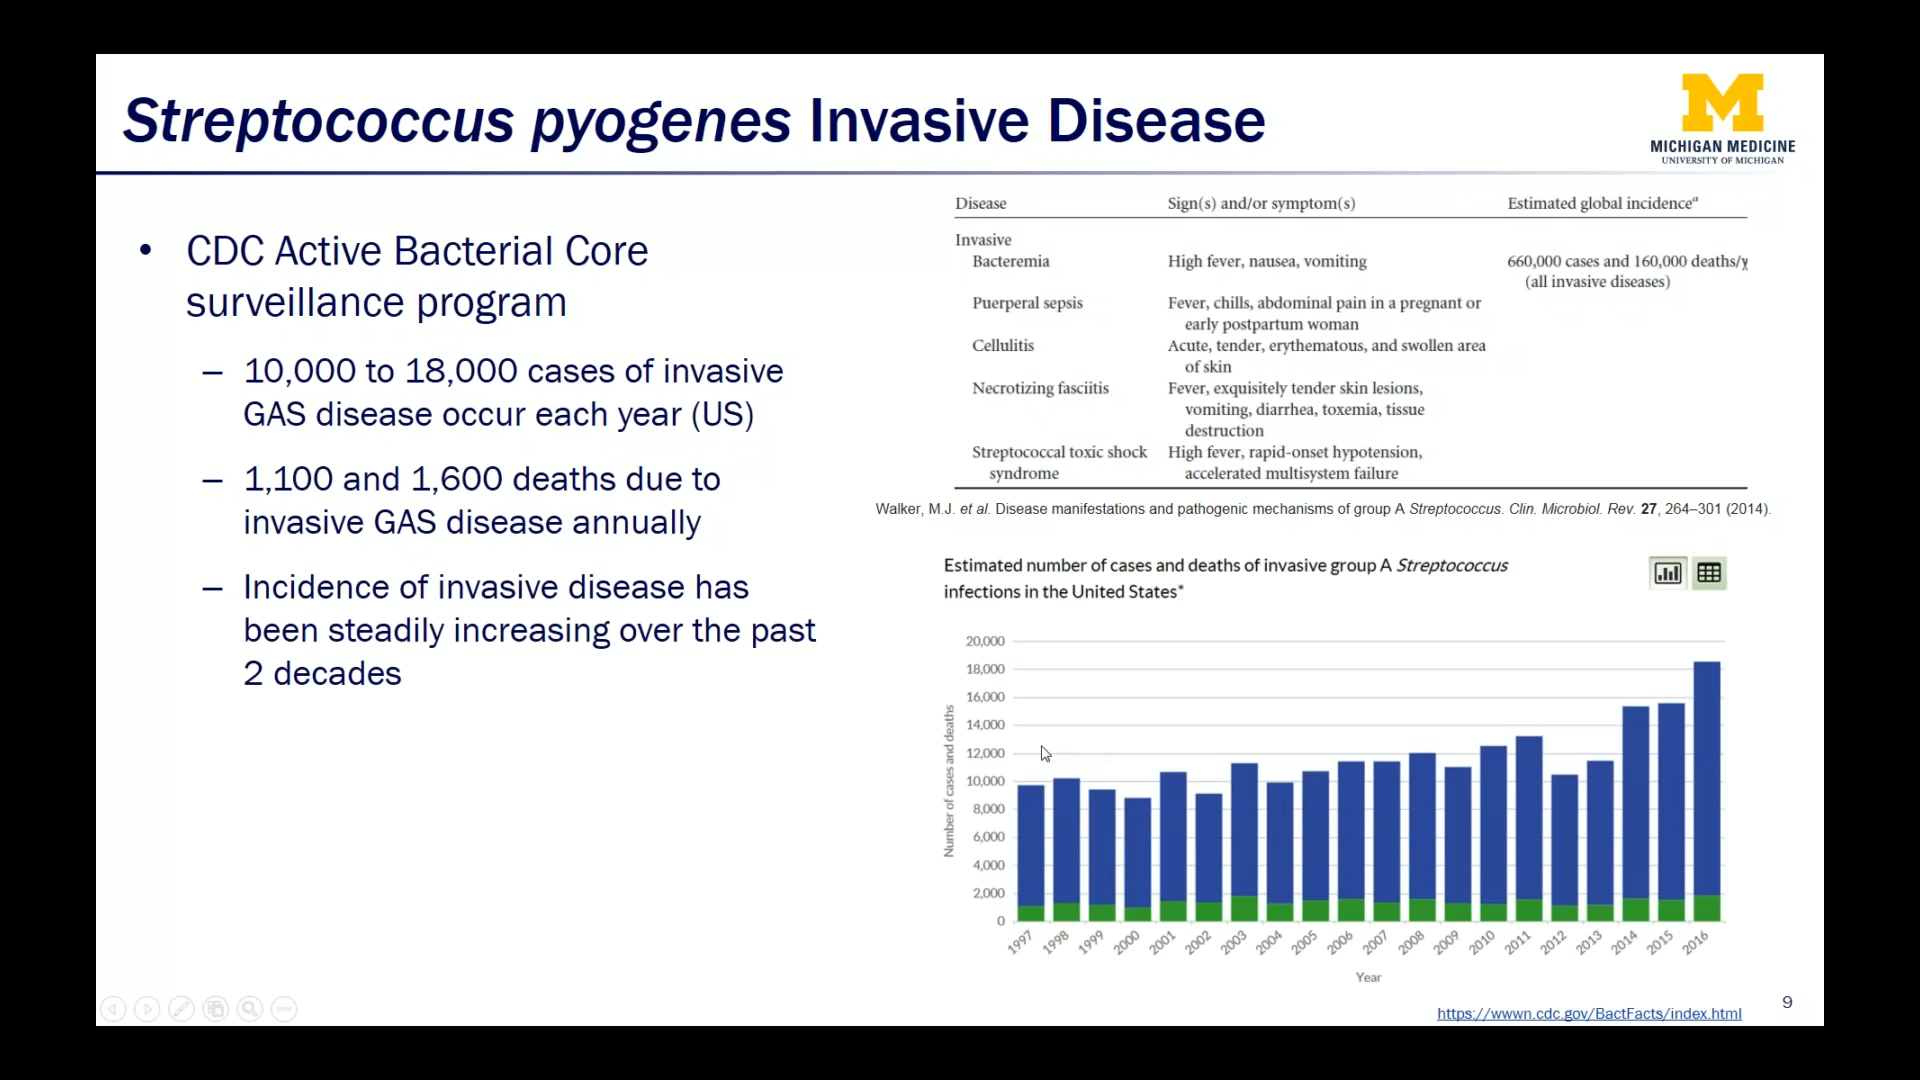 Streptococcus pyogenes Invasive Disease
MICHIGAN MEDICINE
UNIVERSITY OF MICHIGAN
• CDC Active Bacterial Core
surveillance program
– 10,000 to 18,000 cases of invasive
GAS disease occur each year (US)
– 1,100 and 1,600 deaths due to
invasive GAS disease annually
– Incidence of invasive disease has
been steadily increasing over the past
2 decades
Disease Sign(s) and/or symptom(s) Estimated global incidenceᵃ
Invasive
Bacteremia High fever, nausea, vomiting 660,000 cases and 160,000 deaths/y
(all invasive diseases)
Puerperal sepsis Fever, chills, abdominal pain in a pregnant or
early postpartum woman
Cellulitis Acute, tender, erythematous, and swollen area
of skin
Necrotizing fasciitis Fever, exquisitely tender skin lesions,
vomiting, diarrhea, toxemia, tissue
destruction
Streptococcal toxic shock High fever, rapid-onset hypotension,
syndrome accelerated multisystem failure
Walker, M.J. et al. Disease manifestations and pathogenic mechanisms of group A Streptococcus. Clin. Microbiol. Rev. 27, 264–301 (2014).
Estimated number of cases and deaths of invasive group A Streptococcus
infections in the United States*
Number of cases and deaths
20,000
18,000
16,000
14,000
12,000
10,000
8,000
6,000
4,000
2,000
0
1997 1998 1999 2000 2001 2002 2003 2004 2005 2006 2007 2008 2009 2010 2011 2012 2013 2014 2015 2016
Year
https://wwwn.cdc.gov/BactFacts/index.html
9